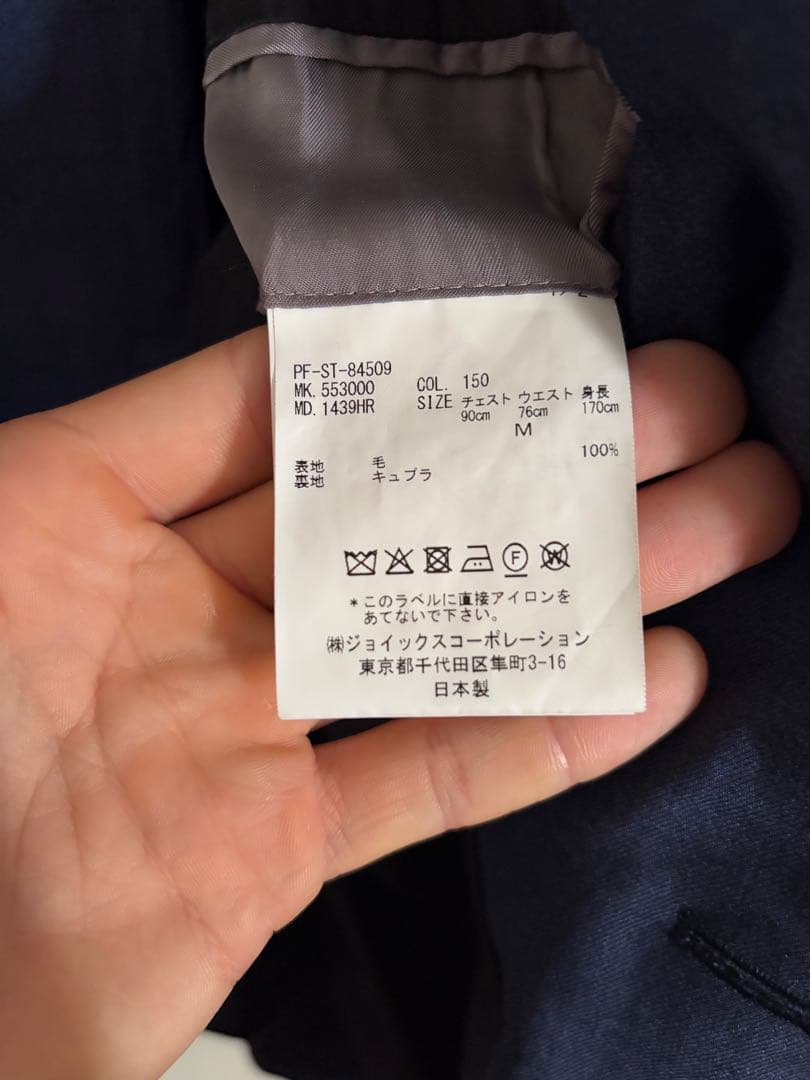 PF-ST-84509
MK. 553000 COL. 150
MD. 1439HR SIZE チェスト ウエスト 身長
90cm 76cm 170cm
M
表地 毛 100%
裏地 キュプラ
F W
*このラベルに直接アイロンを
あてないで下さい。
㈱ジョイックスコーポレーション
東京都千代田区隼町3-16
日本製